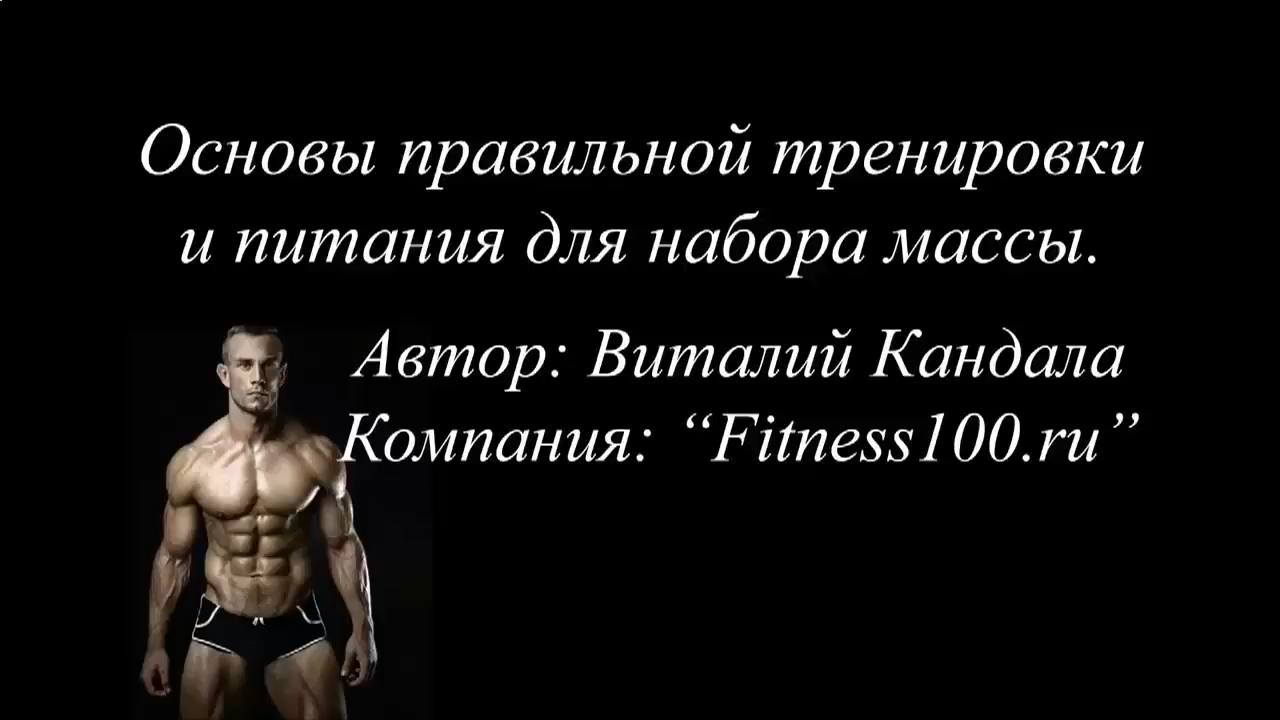 Основы правильной тренировки
и питания для набора массы.
Автор: Виталий Кандала
Компания: “Fitness100.ru”